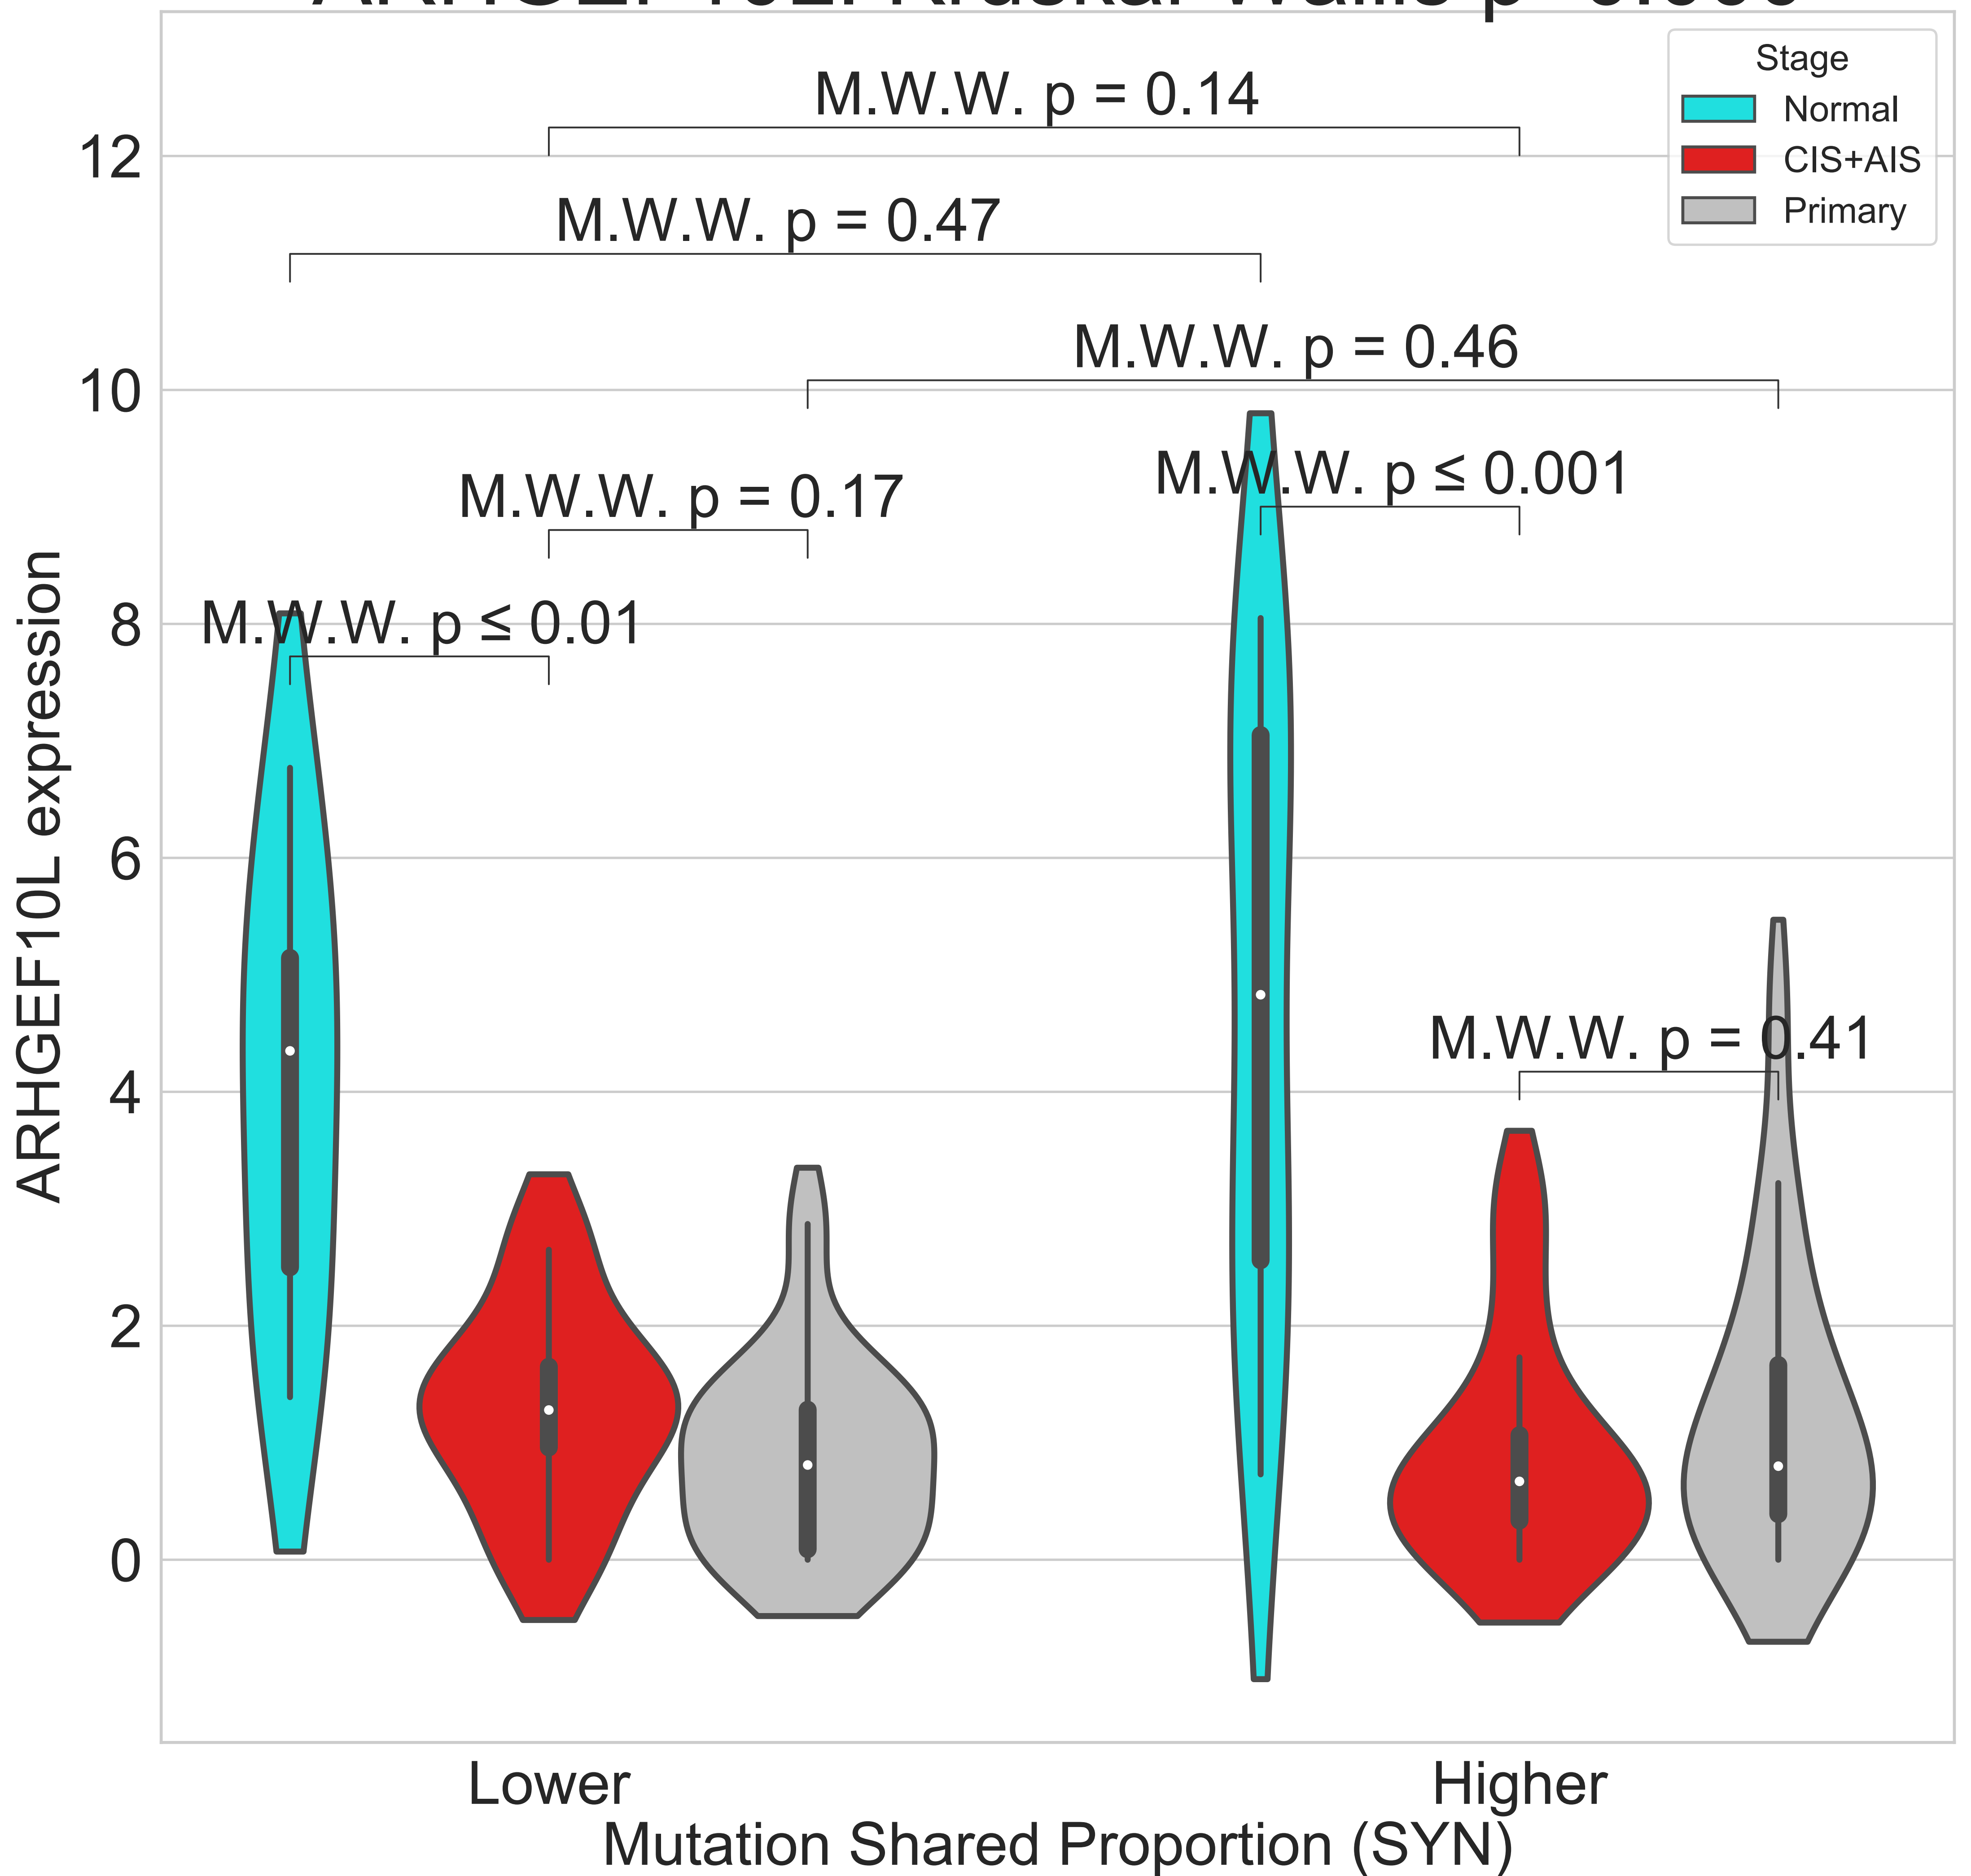 Stage
Normal
CIS+AIS
Primary
M.W.W. p = 0.14
M.W.W. p = 0.47
M.W.W. p = 0.46
M.W.W. p ≤ 0.001
M.W.W. p = 0.17
M.W.W. p ≤ 0.01
M.W.W. p = 0.41
12
10
8
6
4
2
0
ARHGEF10L expression
Lower
Higher
Mutation Shared Proportion (SYN)